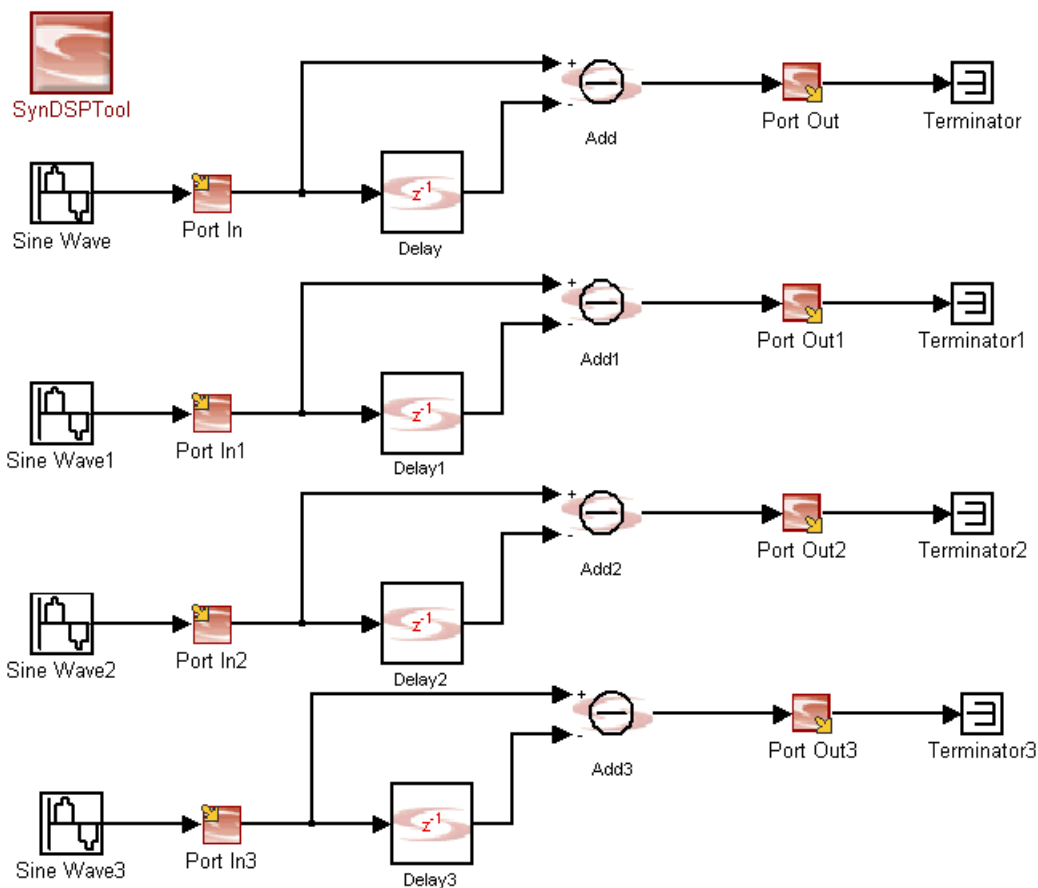 SynDSPTool
+
-
Add
Port Out
Terminator
Sine Wave
Port In
z-1
Delay
+
-
Add1
Port Out1
Terminator1
Sine Wave1
Port In1
z-1
Delay1
+
-
Add2
Port Out2
Terminator2
Sine Wave2
Port In2
z-1
Delay2
+
-
Add3
Port Out3
Terminator3
Sine Wave3
Port In3
z-1
Delay3